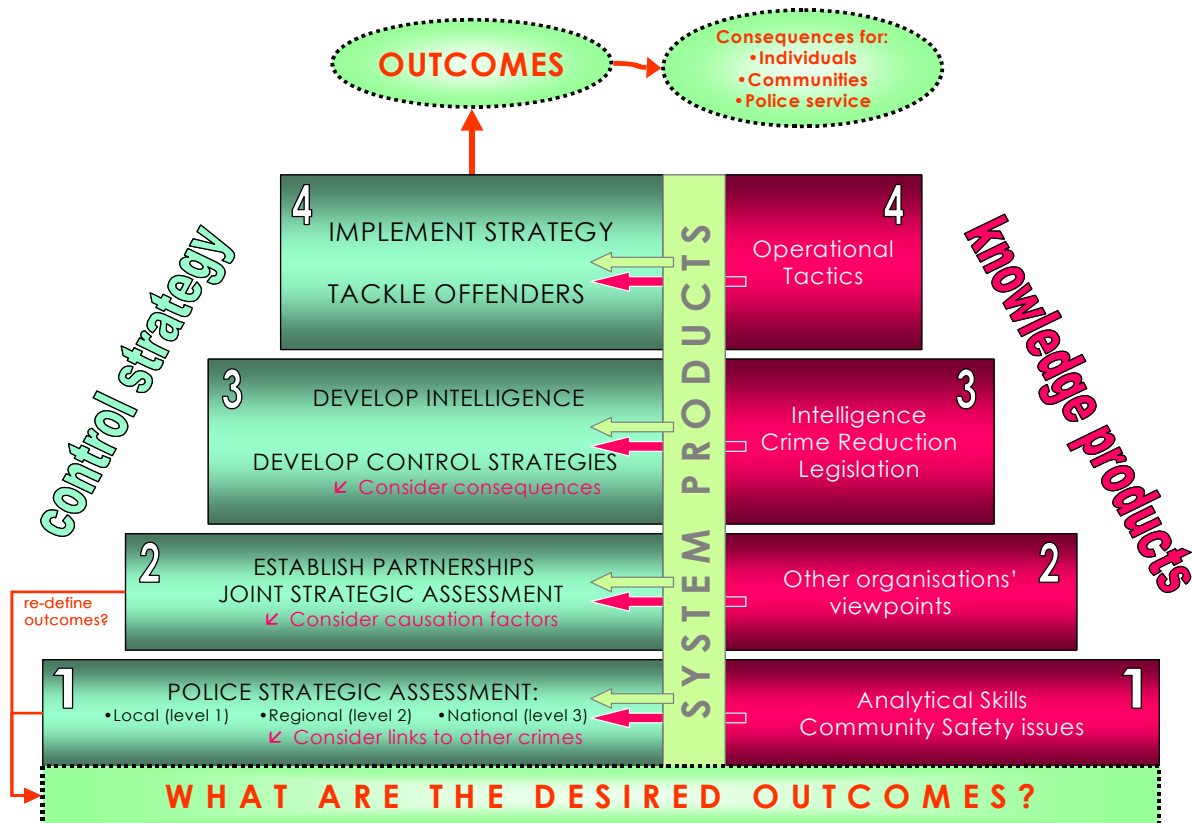 OUTCOMES
Consequences for:
•Individuals
•Communities
•Police service
control strategy
knowledge products
SYSTEM PRODUCTS
4
IMPLEMENT STRATEGY
TACKLE OFFENDERS
4
Operational
Tactics
3
DEVELOP INTELLIGENCE
DEVELOP CONTROL STRATEGIES
↙ Consider consequences
3
Intelligence
Crime Reduction
Legislation
2
ESTABLISH PARTNERSHIPS
JOINT STRATEGIC ASSESSMENT
↙ Consider causation factors
2
Other organisations’
viewpoints
re-define
outcomes?
1
POLICE STRATEGIC ASSESSMENT:
•Local (level 1) •Regional (level 2) •National (level 3)
↙ Consider links to other crimes
1
Analytical Skills
Community Safety issues
WHAT ARE THE DESIRED OUTCOMES?